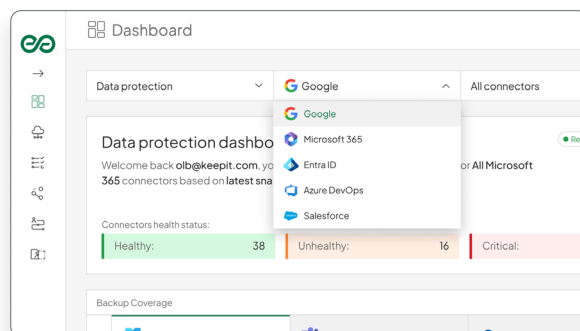 Dashboard
Data protection
Google
All connectors
Google
Microsoft 365
Entra ID
Azure DevOps
Salesforce
Data protection dashbo
Welcome back olb@keepit.com, yo
or All Microsoft
365 connectors based on latest sna
Connectors health status:
Healthy: 38
Unhealthy: 16
Critical:
Backup Coverage